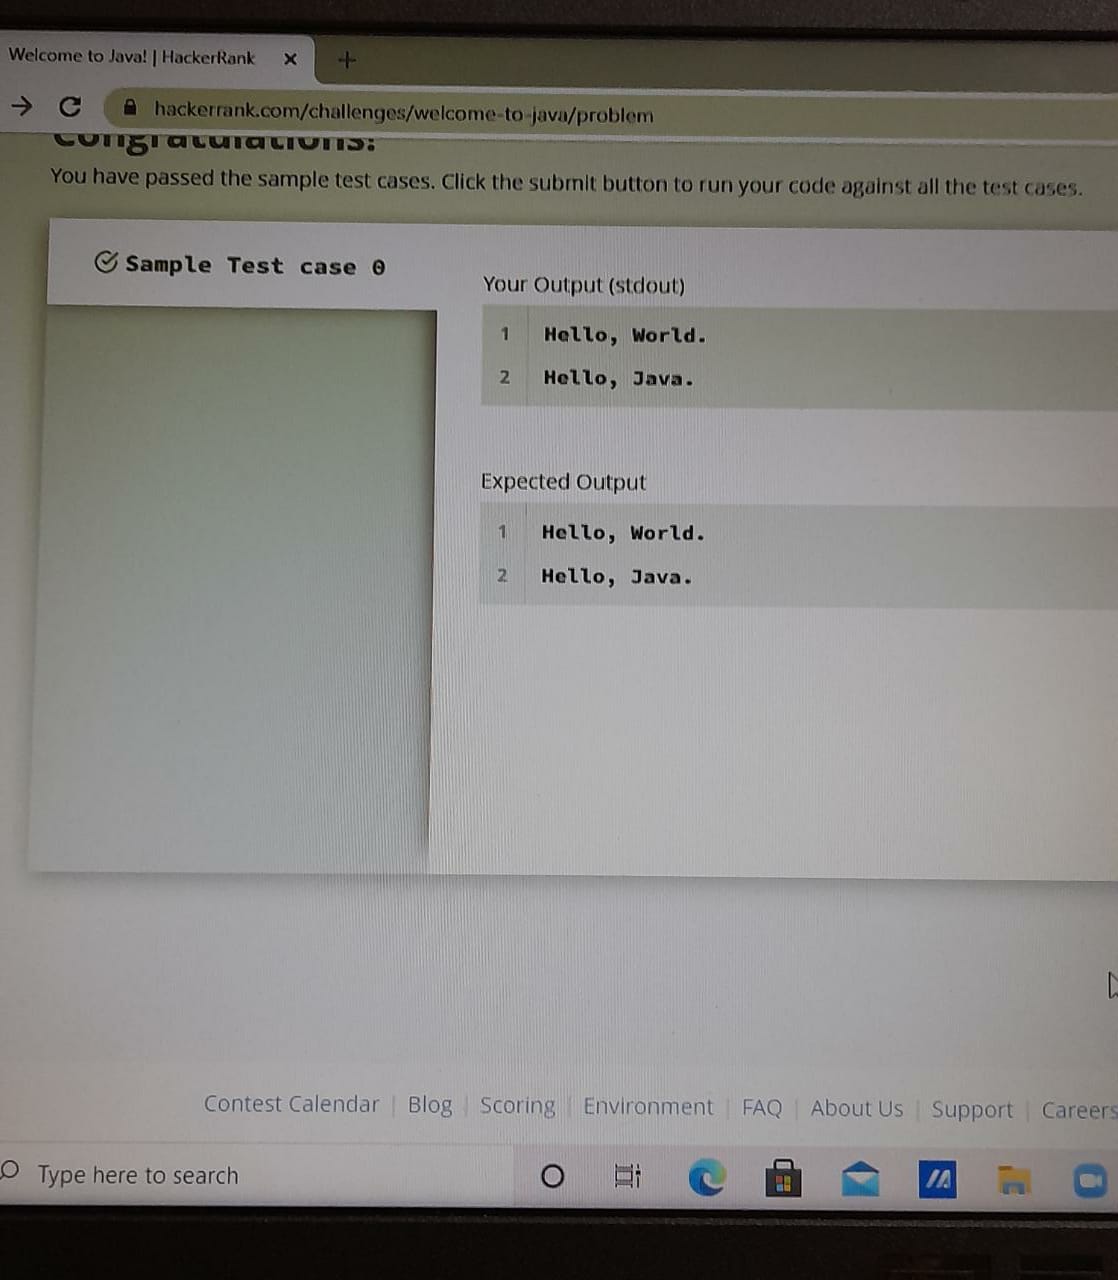 Welcome to Java! | HackerRank
hackerrank.com/challenges/welcome-to-java/problem
Congratulations!
You have passed the sample test cases. Click the submit button to run your code against all the test cases.
Sample Test case 0
Your Output (stdout)
1 Hello, World.
2 Hello, Java.
Expected Output
1 Hello, World.
2 Hello, Java.
Contest Calendar | Blog | Scoring | Environment | FAQ | About Us | Support | Careers
Type here to search